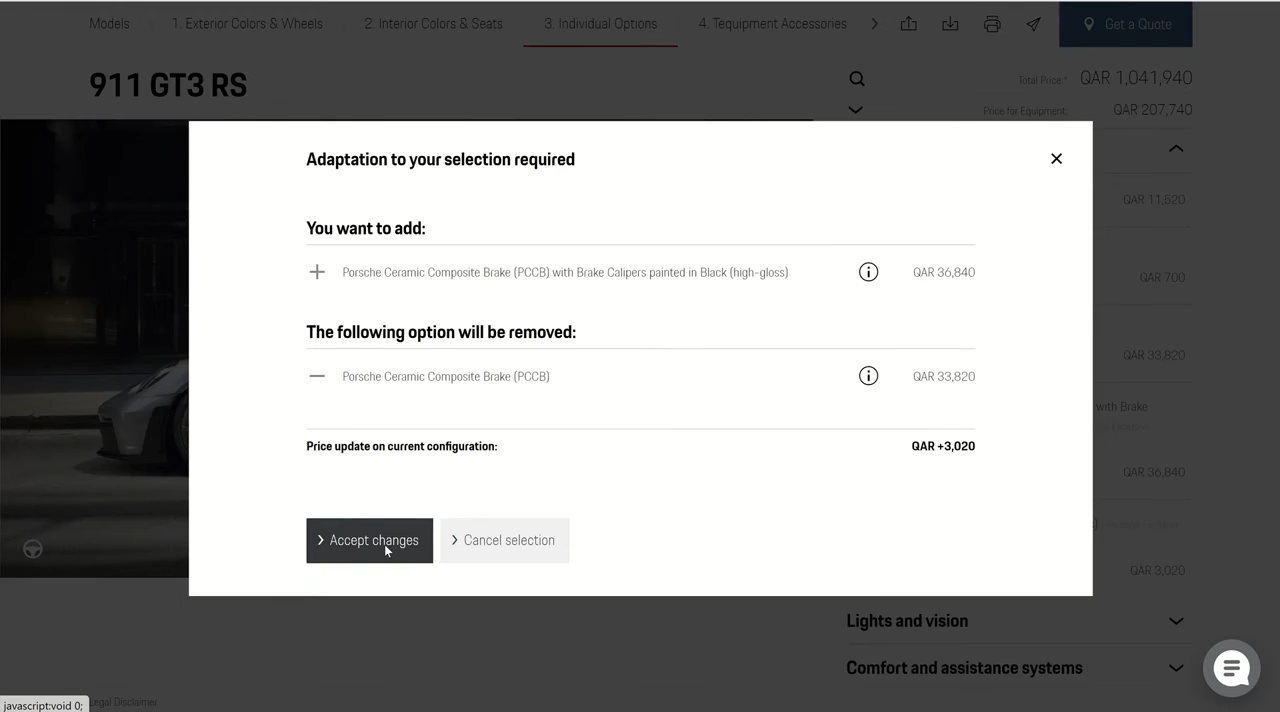 Models
1. Exterior Colors & Wheels
2. Interior Colors & Seats
3. Individual Options
4. Tequipment Accessories
Get a Quote
911 GT3 RS
Total Price:* QAR 1,041,940
Price for Equipment: QAR 207,740
Adaptation to your selection required
You want to add:
Porsche Ceramic Composite Brake (PCCB) with Brake Calipers painted in Black (high-gloss) QAR 36,840
The following option will be removed:
Porsche Ceramic Composite Brake (PCCB) QAR 33,820
Price update on current configuration: QAR +3,020
Accept changes
Cancel selection
QAR 11,520
QAR 700
QAR 33,820
with Brake
QAR 36,840
QAR 3,020
Lights and vision
Comfort and assistance systems
javascript:void 0;
Legal Disclaimer